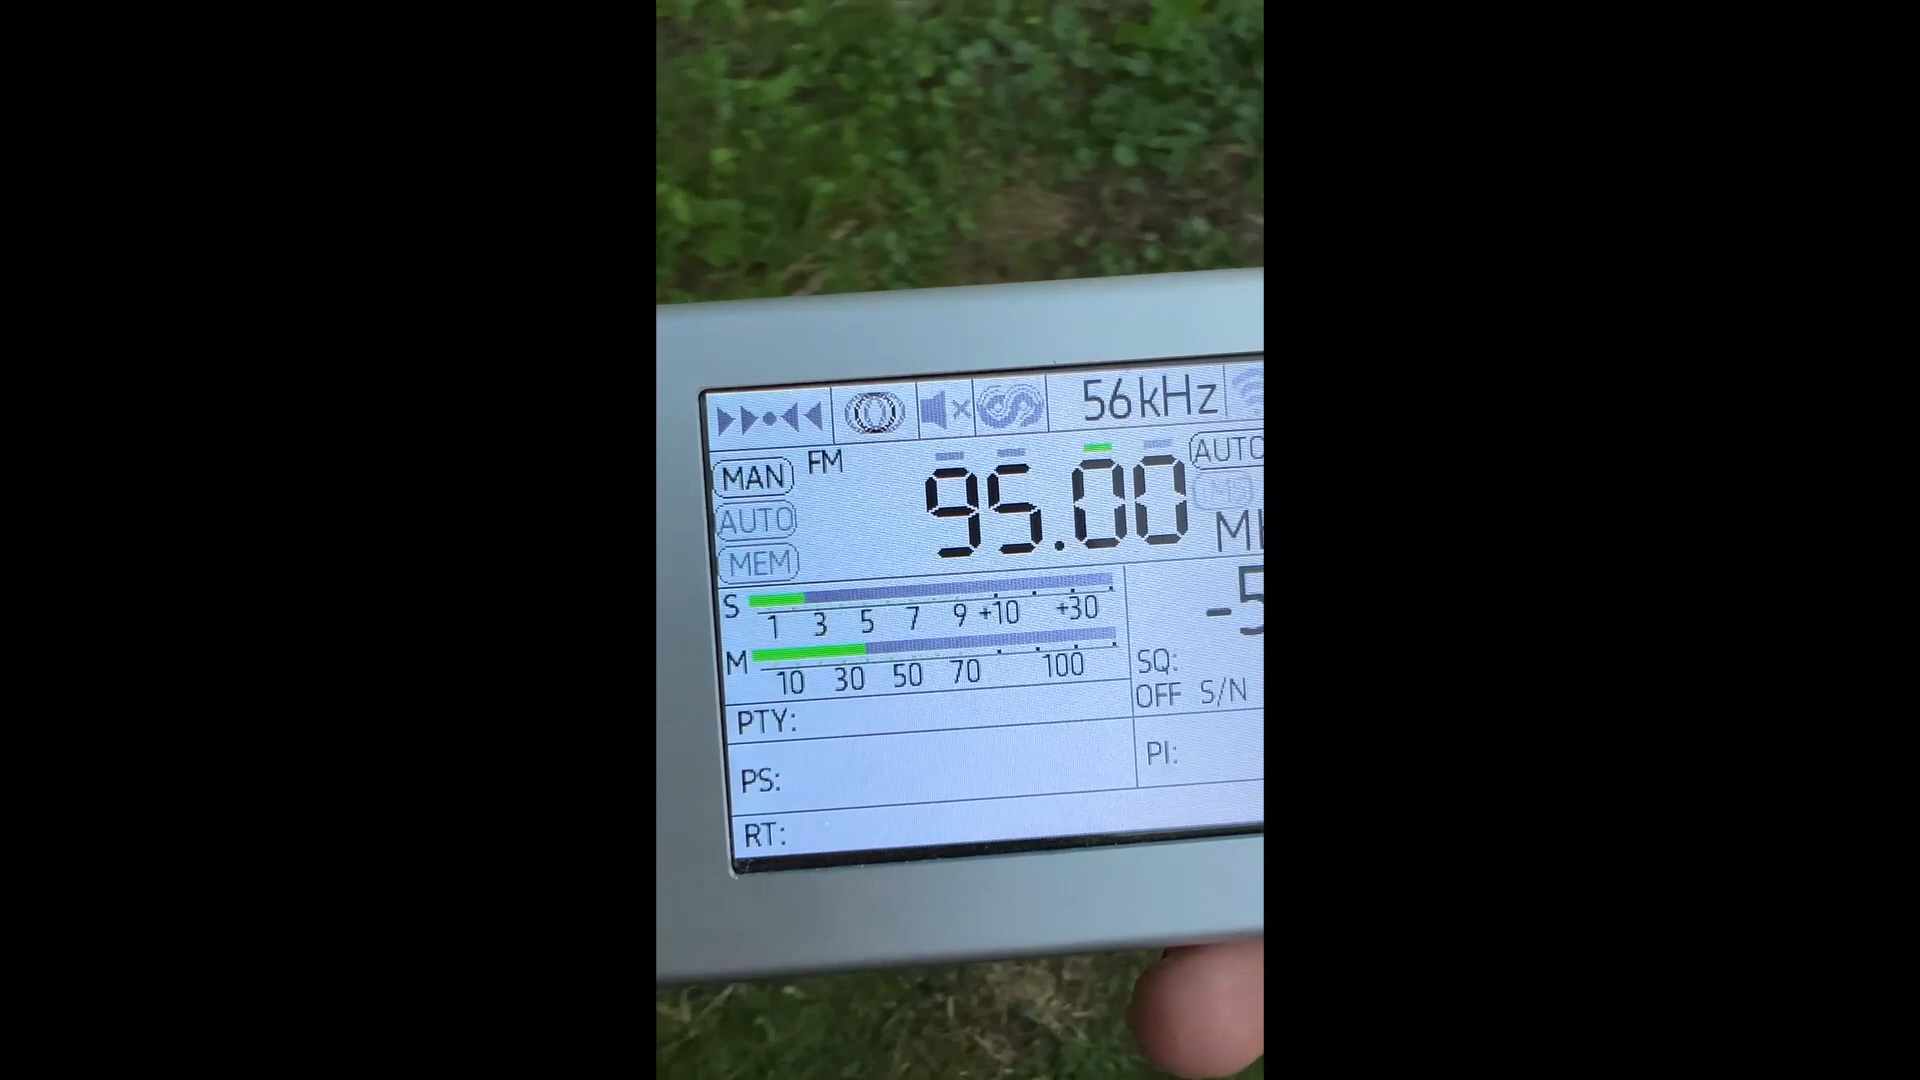 56kHz
MAN FM 95.00 AUTO
AUTO
MEM
S 1 3 5 7 9 +10 +30
M 10 30 50 70 100
SQ:
OFF S/N
PTY:
PS: PI:
RT: